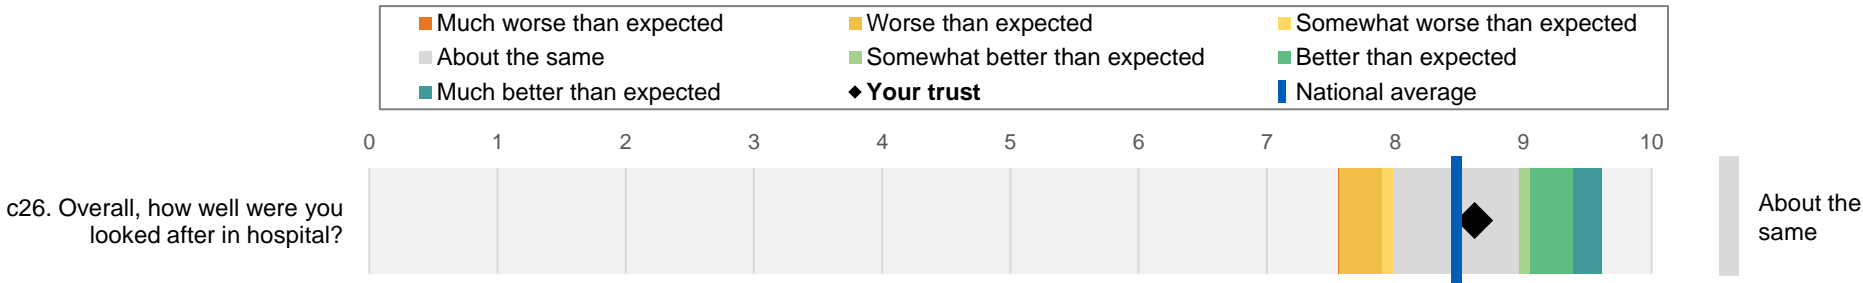 Much worse than expected Worse than expected Somewhat worse than expected
About the same Somewhat better than expected Better than expected
Much better than expected Your trust National average
0 1 2 3 4 5 6 7 8 9 10
c26. Overall, how well were you
looked after in hospital?
About the
same